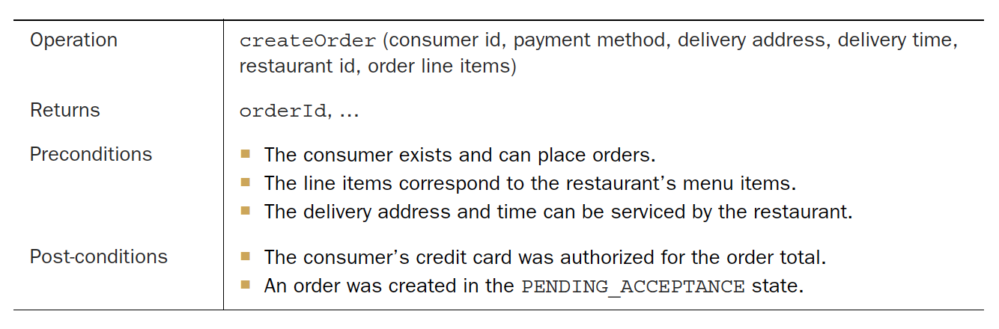 Operation
createOrder (consumer id, payment method, delivery address, delivery time,
restaurant id, order line items)
Returns
orderId, …
Preconditions
■ The consumer exists and can place orders.
■ The line items correspond to the restaurant’s menu items.
■ The delivery address and time can be serviced by the restaurant.
Post-conditions
■ The consumer’s credit card was authorized for the order total.
■ An order was created in the PENDING_ACCEPTANCE state.